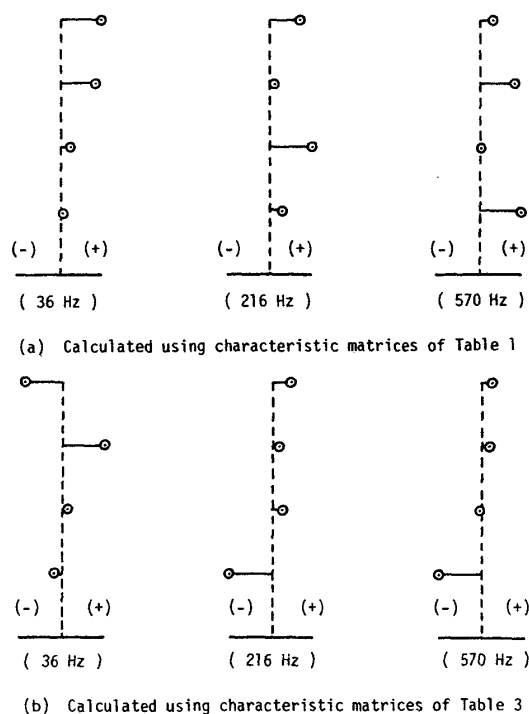 (-) (+) (-) (+) (-) (+)
( 36 Hz ) ( 216 Hz ) ( 570 Hz )
(a) Calculated using characteristic matrices of Table 1
(-) (+) (-) (+) (-) (+)
( 36 Hz ) ( 216 Hz ) ( 570 Hz )
(b) Calculated using characteristic matrices of Table 3